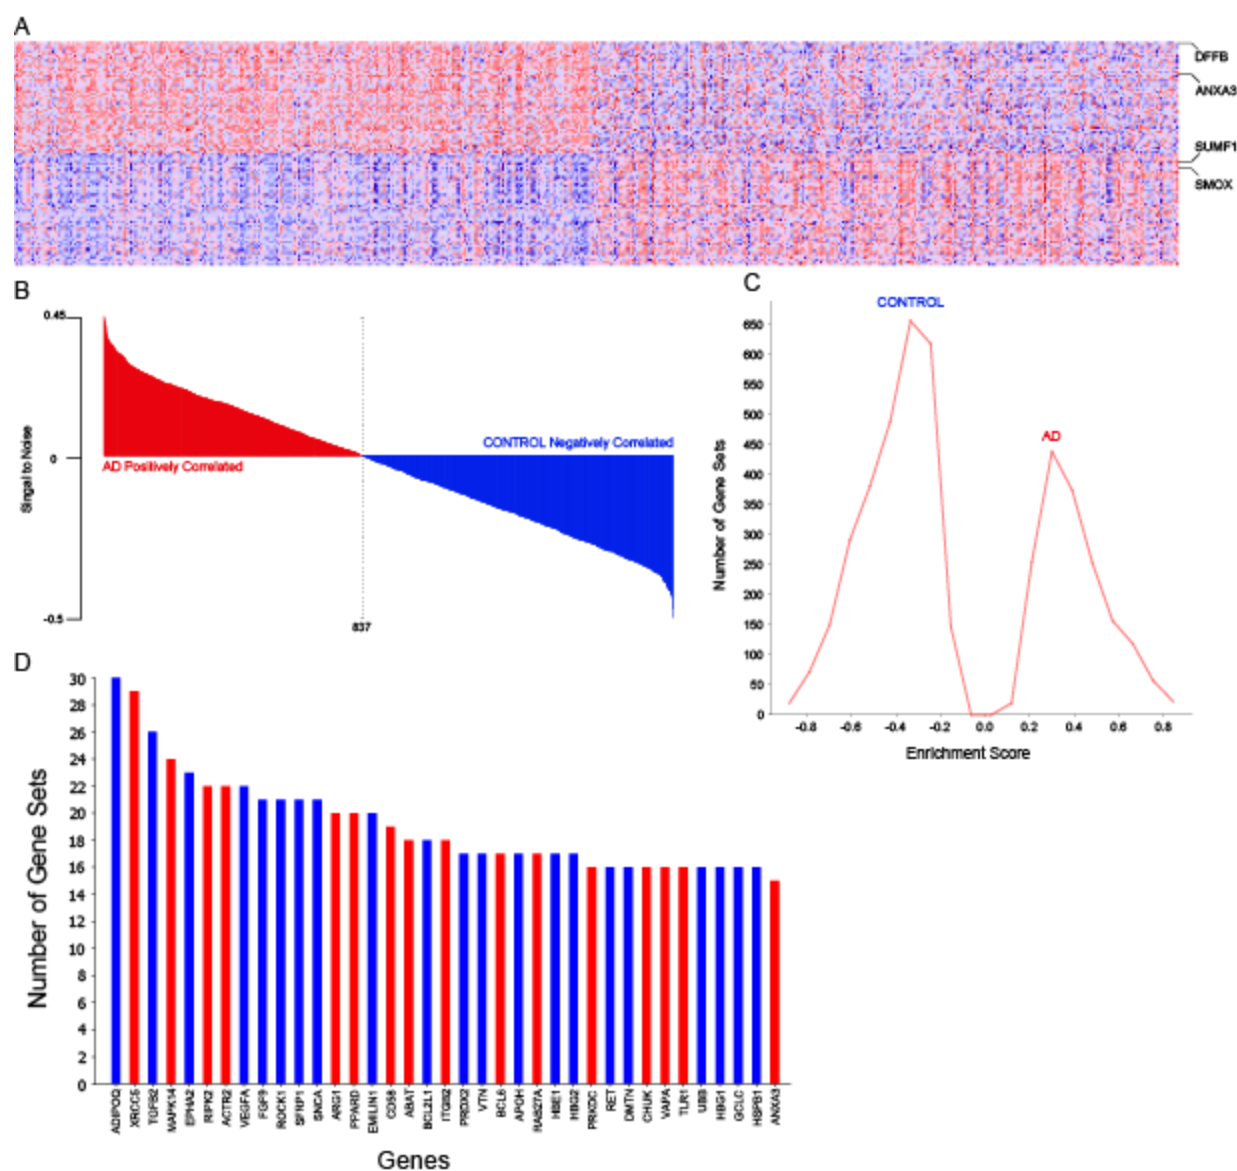 A
DFFB
ANXA3
SUMF1
SMOX
B
0.45
0
-0.5
Singal to Noise
AD Positively Correlated
CONTROL Negatively Correlated
837
C
CONTROL
AD
650
600
550
500
450
400
350
300
250
200
150
100
50
0
Number of Gene Sets
-0.8 -0.6 -0.4 -0.2 0.0 0.2 0.4 0.6 0.8
Enrichment Score
D
30
28
26
24
22
20
18
16
14
12
10
8
6
4
2
0
Number of Gene Sets
ADIPOQ XRCC5 TGFB2 MAPK14 EPHA2 RIPK2 ACTR2 VEGFA FGF9 ROCK1 SFRP1 SNCA ARG1 PPARD EMILIN1 CD58 ABAT BCL2L1 ITGB2 PRDX2 VTN BCL6 APOH RAB27A HBE1 HBG2 PRKDC RET DMTN CHUK VAPA TLR1 UBB HBG1 GCLC HSPB1 ANXA3
Genes